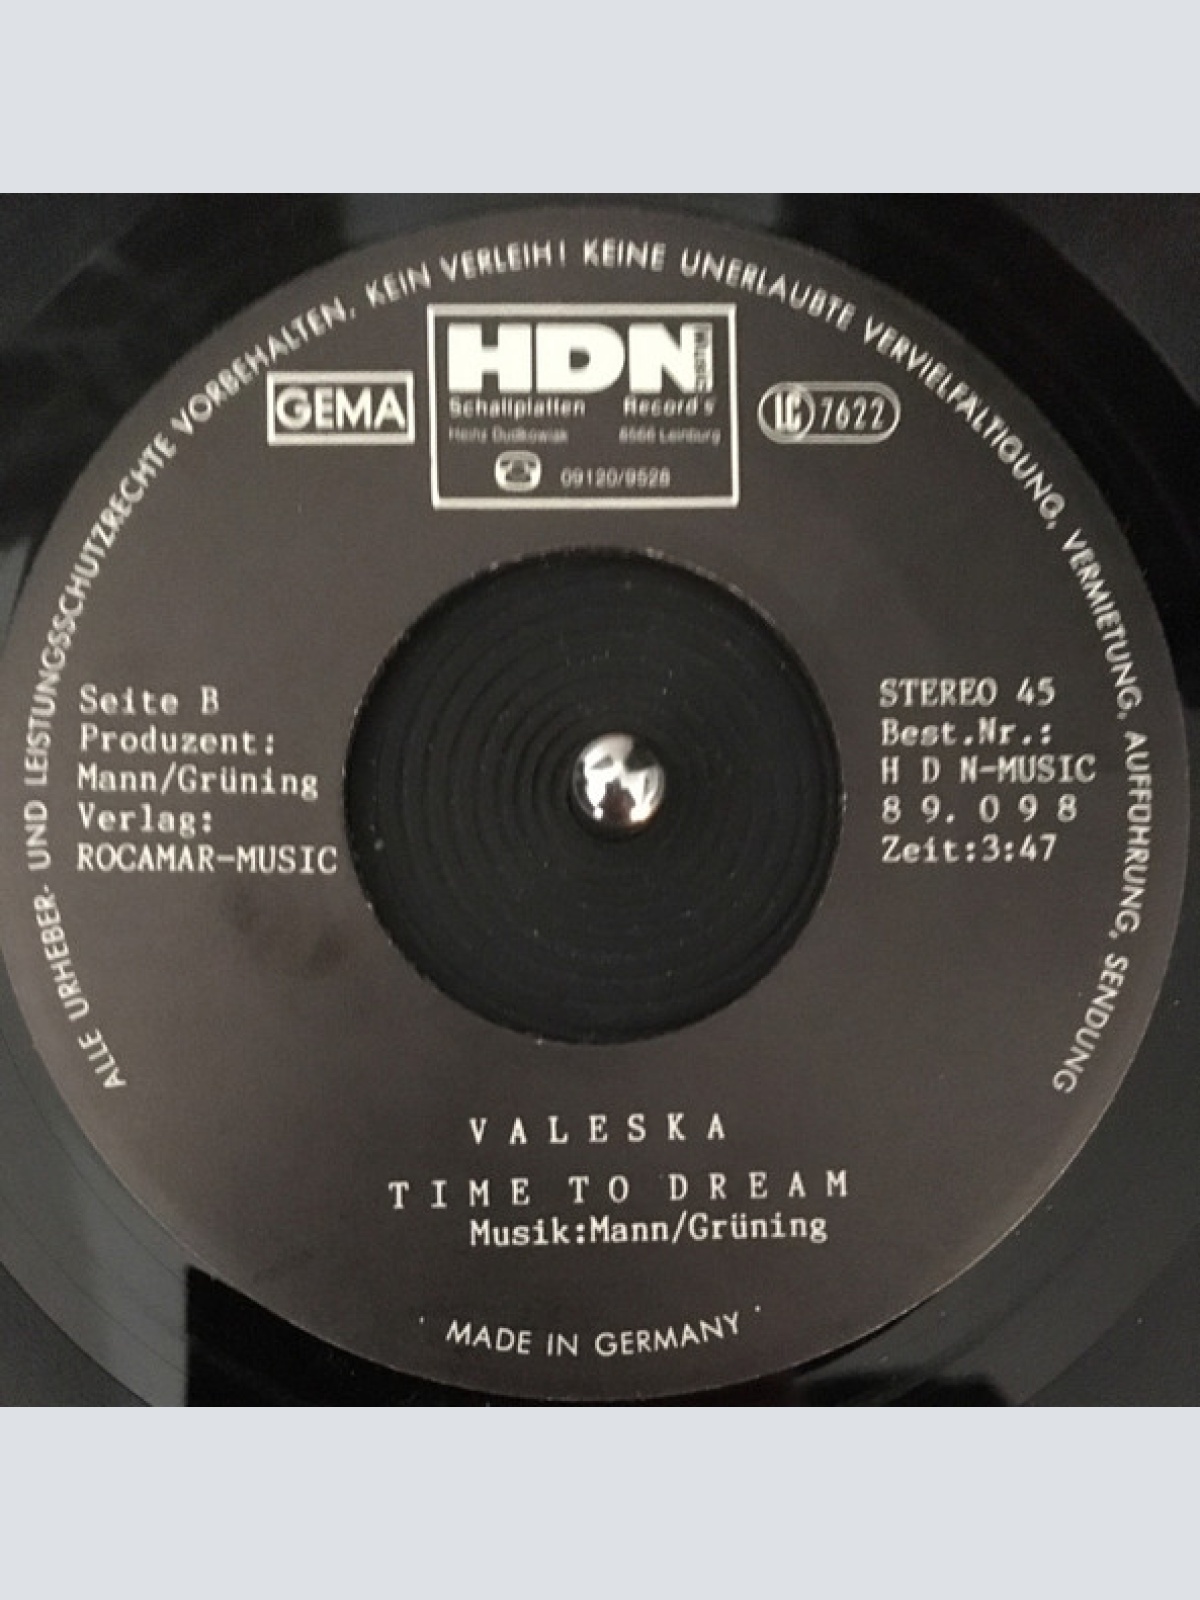 ALLE URHEBER- UND LEISTUNGSSCHUTZRECHTE VORBEHALTEN, KEIN VERLEIH! KEINE UNERLAUBTE VERVIELFÄLTIGUNG, VERMIETUNG, AUFFÜHRUNG, SENDUNG
GEMA
HDN
Schallplatten Record's
Heinz Dudkowiak 8566 Leinburg
09120/9528
LC 7622
Seite B
Produzent:
Mann/Grüning
Verlag:
ROCAMAR-MUSIC
STEREO 45
Best.Nr.:
H D N-MUSIC
8 9. 0 9 8
Zeit:3:47
V A L E S K A
T I M E T O D R E A M
Musik:Mann/Grüning
· MADE IN GERMANY ·